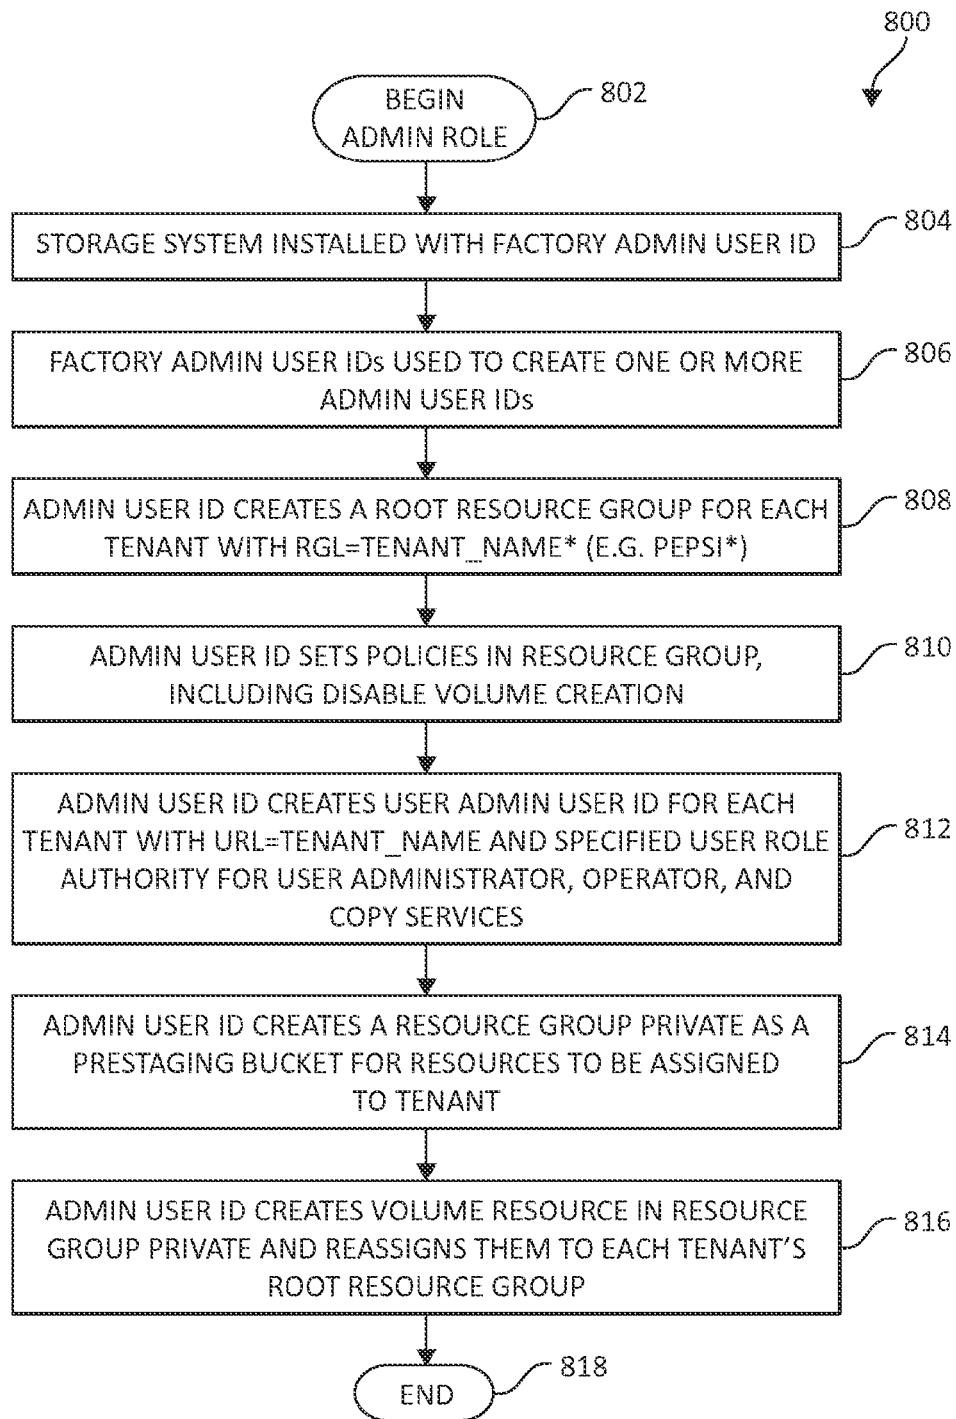 800
BEGIN
ADMIN ROLE
802
STORAGE SYSTEM INSTALLED WITH FACTORY ADMIN USER ID
804
FACTORY ADMIN USER IDs USED TO CREATE ONE OR MORE
ADMIN USER IDs
806
ADMIN USER ID CREATES A ROOT RESOURCE GROUP FOR EACH
TENANT WITH RGL=TENANT_NAME* (E.G. PEPSI*)
808
ADMIN USER ID SETS POLICIES IN RESOURCE GROUP,
INCLUDING DISABLE VOLUME CREATION
810
ADMIN USER ID CREATES USER ADMIN USER ID FOR EACH
TENANT WITH URL=TENANT_NAME AND SPECIFIED USER ROLE
AUTHORITY FOR USER ADMINISTRATOR, OPERATOR, AND
COPY SERVICES
812
ADMIN USER ID CREATES A RESOURCE GROUP PRIVATE AS A
PRESTAGING BUCKET FOR RESOURCES TO BE ASSIGNED
TO TENANT
814
ADMIN USER ID CREATES VOLUME RESOURCE IN RESOURCE
GROUP PRIVATE AND REASSIGNS THEM TO EACH TENANT'S
ROOT RESOURCE GROUP
816
END
818